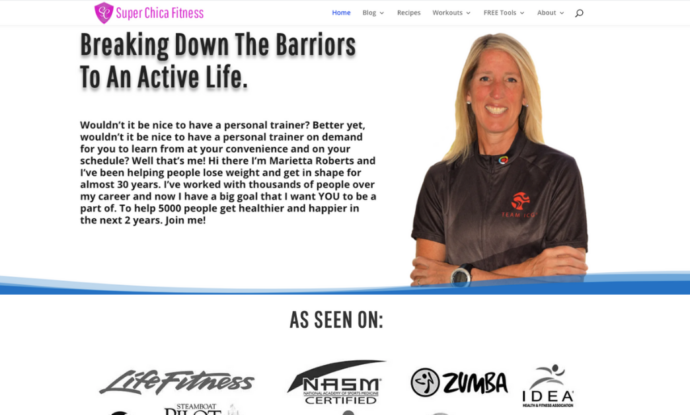 Super Chica Fitness
Home Blog Recipes Workouts FREE Tools About
Breaking Down The Barriors
To An Active Life.
Wouldn't it be nice to have a personal trainer? Better yet,
wouldn't it be nice to have a personal trainer on demand
for you to learn from at your convenience and on your
schedule? Well that's me! Hi there I'm Marietta Roberts and
I've been helping people lose weight and get in shape for
almost 30 years. I've worked with thousands of people over
my career and now I have a big goal that I want YOU to be a
part of. To help 5000 people get healthier and happier in
the next 2 years. Join me!
AS SEEN ON:
LifeFitness
NASM
NATIONAL ACADEMY OF SPORTS MEDICINE
CERTIFIED
ZUMBA
IDEA
HEALTH & FITNESS ASSOCIATION
STEAMBOAT
PILOT